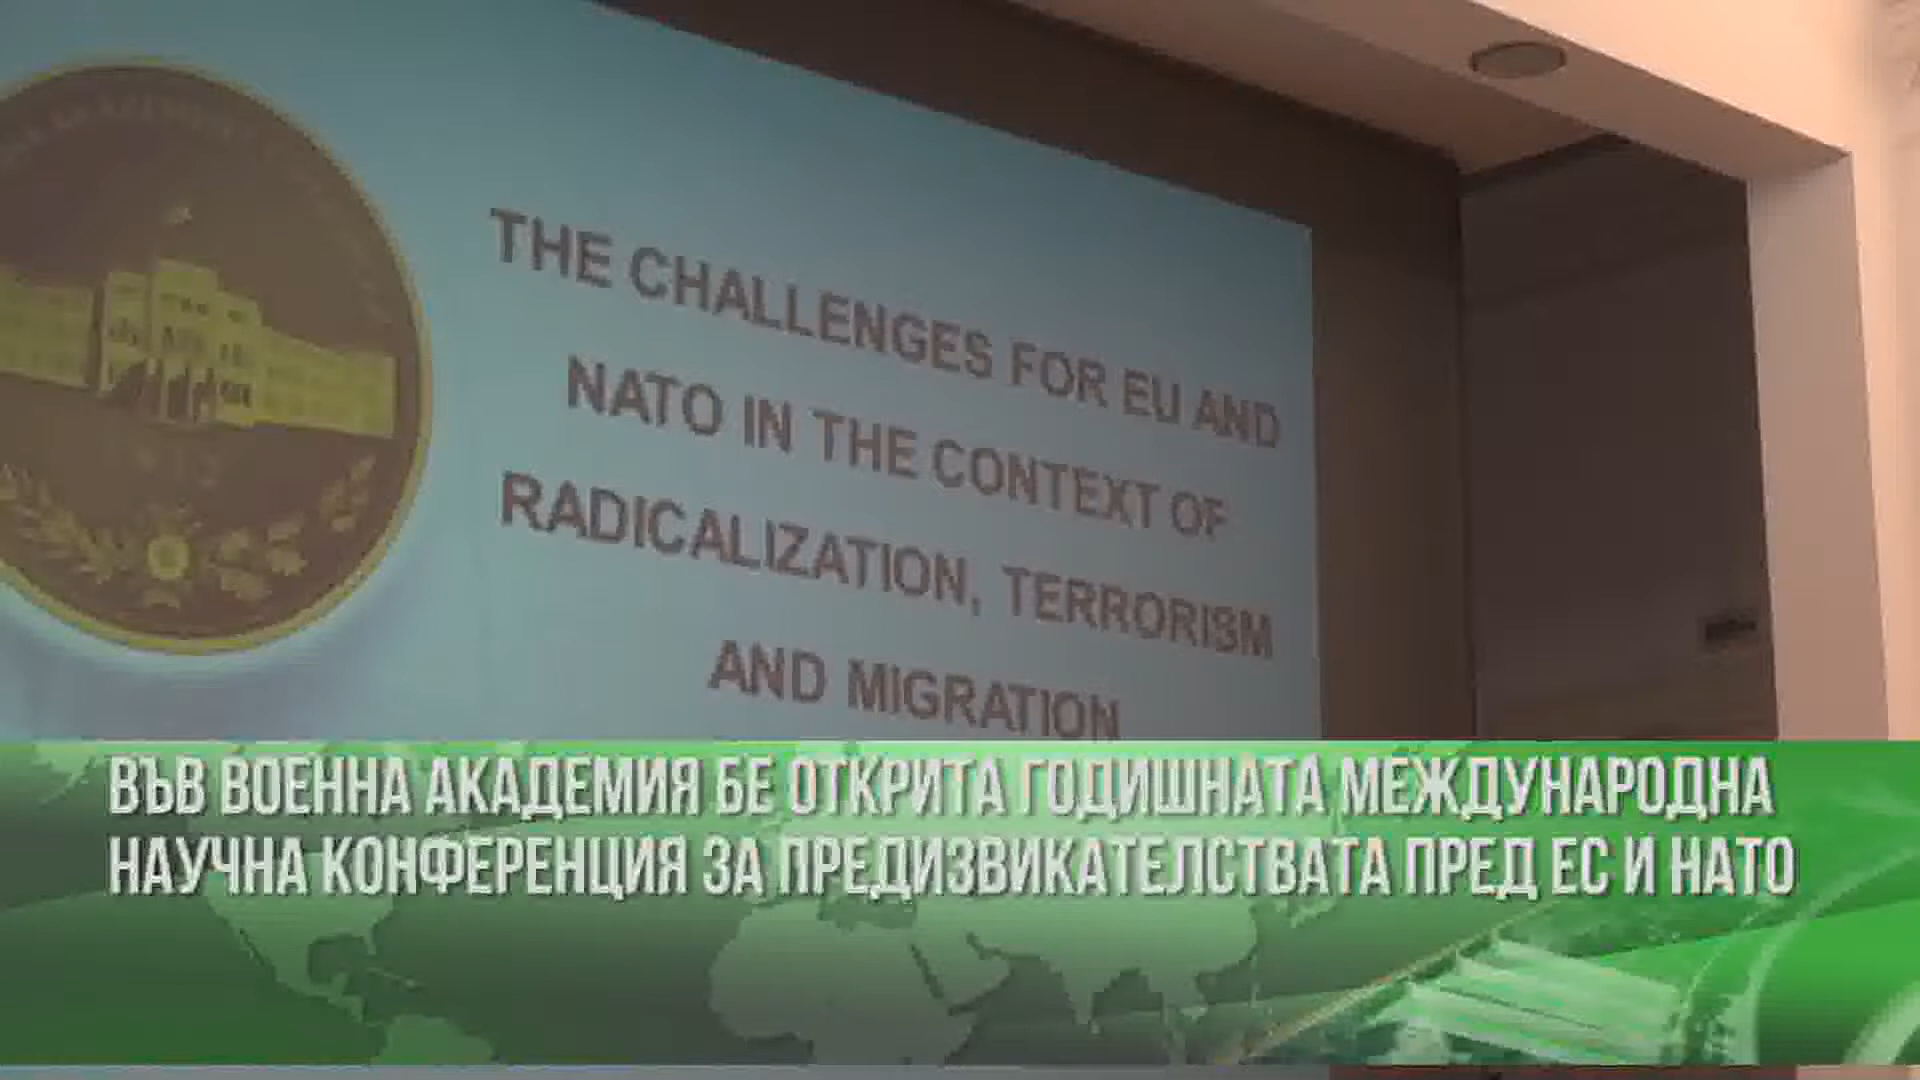 THE CHALLENGES FOR EU AND
NATO IN THE CONTEXT OF
RADICALIZATION, TERRORISM
AND MIGRATION
ВЪВ ВОЕННА АКАДЕМИЯ БЕ ОТКРИТА ГОДИШНАТА МЕЖДУНАРОДНА
НАУЧНА КОНФЕРЕНЦИЯ ЗА ПРЕДИЗВИКАТЕЛСТВАТА ПРЕД ЕС И НАТО